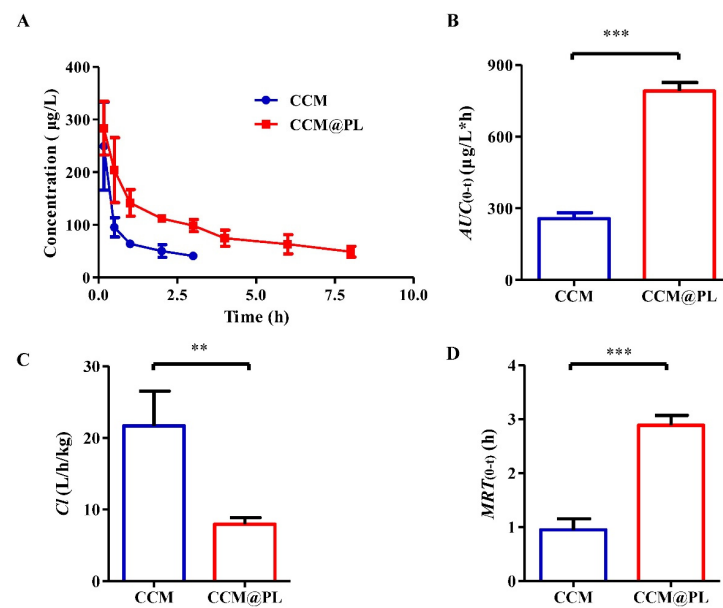 A
Concentration ( μg/L)
400
300
200
100
0
0.0
2.5
5.0
7.5
10.0
Time (h)
CCM
CCM@PL
B
***
AUC(0-t) (μg/L*h)
900
600
300
0
CCM
CCM@PL
C
**
Cl (L/h/kg)
30
20
10
0
CCM
CCM@PL
D
***
MRT(0-t) (h)
4
3
2
1
0
CCM
CCM@PL